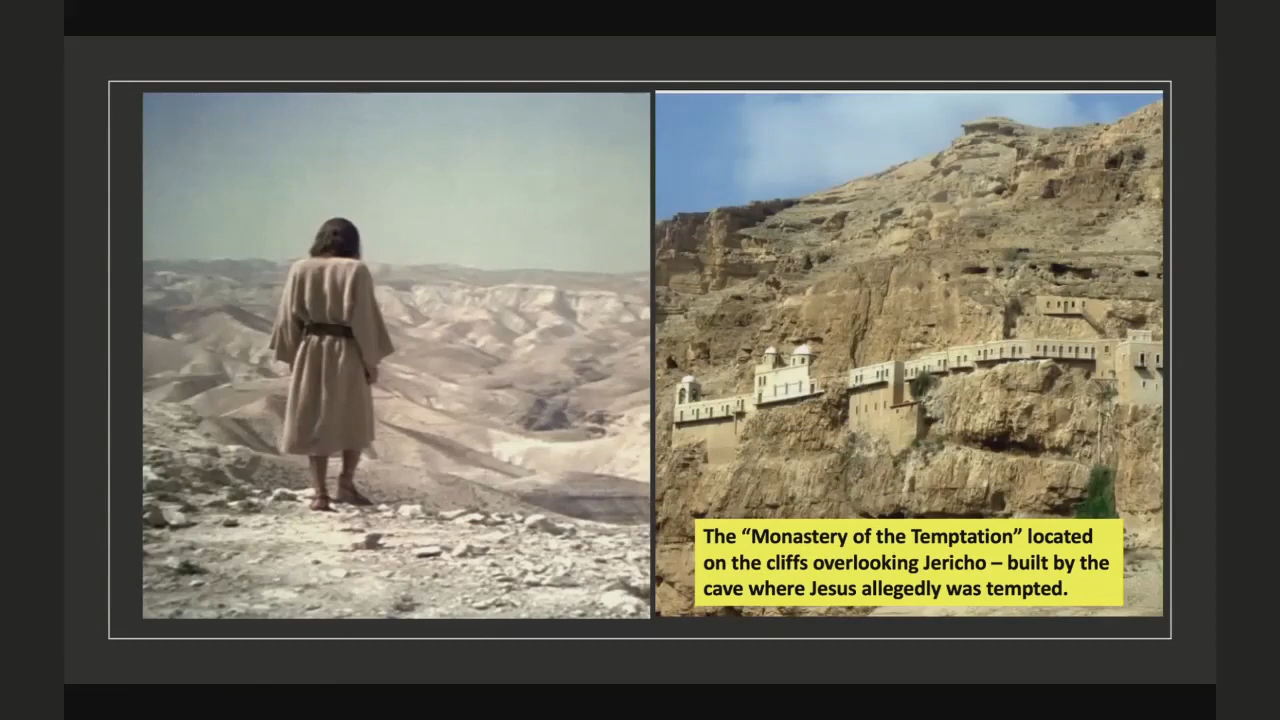 The “Monastery of the Temptation” located
on the cliffs overlooking Jericho – built by the
cave where Jesus allegedly was tempted.